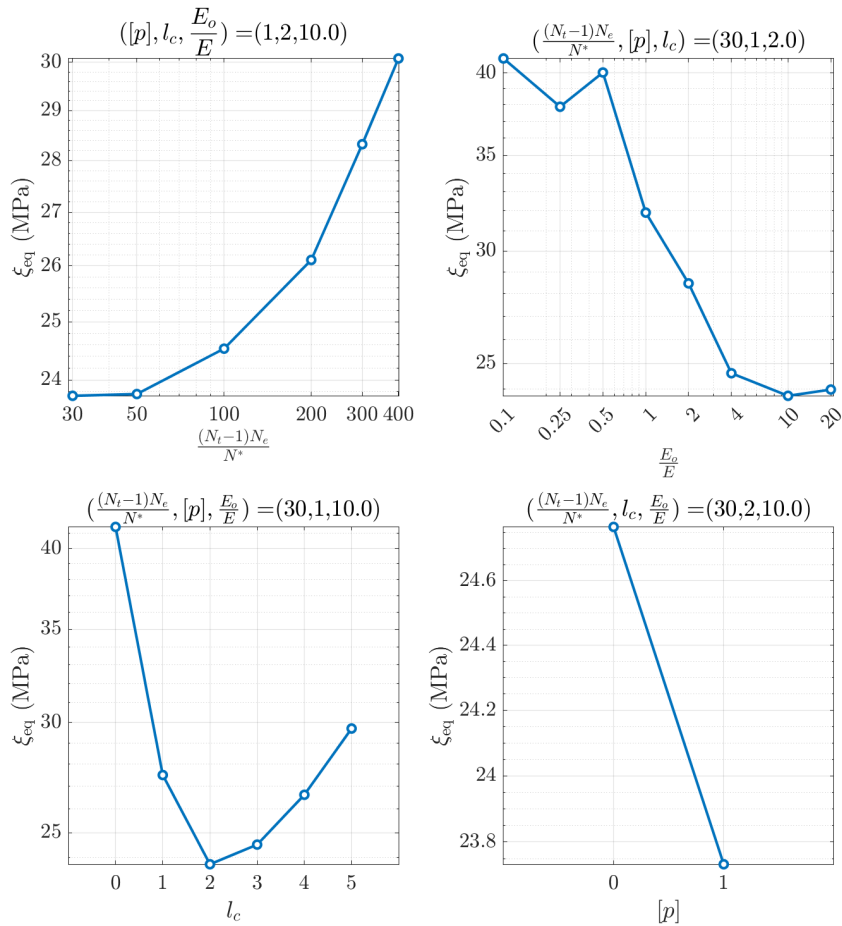 ([p], l_c, E_o/E) =(1,2,10.0)
30
29
28
27
26
25
24
ξ_eq (MPa)
30 50 100 200 300 400
(N_t−1)N_e/N*
((N_t−1)N_e/N*, [p], l_c) =(30,1,2.0)
40
35
30
25
ξ_eq (MPa)
0.1 0.25 0.5 1 2 4 10 20
E_o/E
((N_t−1)N_e/N*, [p], E_o/E) =(30,1,10.0)
40
35
30
25
ξ_eq (MPa)
0 1 2 3 4 5
l_c
((N_t−1)N_e/N*, l_c, E_o/E) =(30,2,10.0)
24.6
24.4
24.2
24
23.8
ξ_eq (MPa)
0 1
[p]